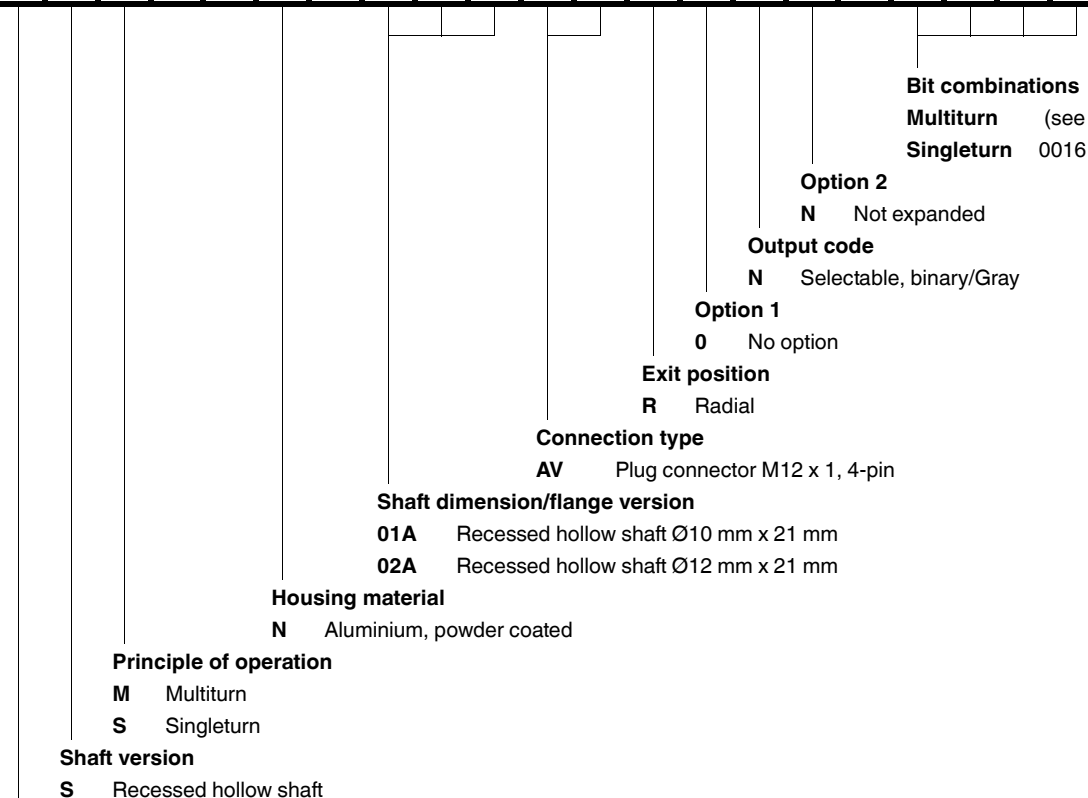 Bit combinations
Multiturn (see
Singleturn 0016
Option 2
N Not expanded
Output code
N Selectable, binary/Gray
Option 1
0 No option
Exit position
R Radial
Connection type
AV Plug connector M12 x 1, 4-pin
Shaft dimension/flange version
01A Recessed hollow shaft Ø10 mm x 21 mm
02A Recessed hollow shaft Ø12 mm x 21 mm
Housing material
N Aluminium, powder coated
Principle of operation
M Multiturn
S Singleturn
Shaft version
S Recessed hollow shaft